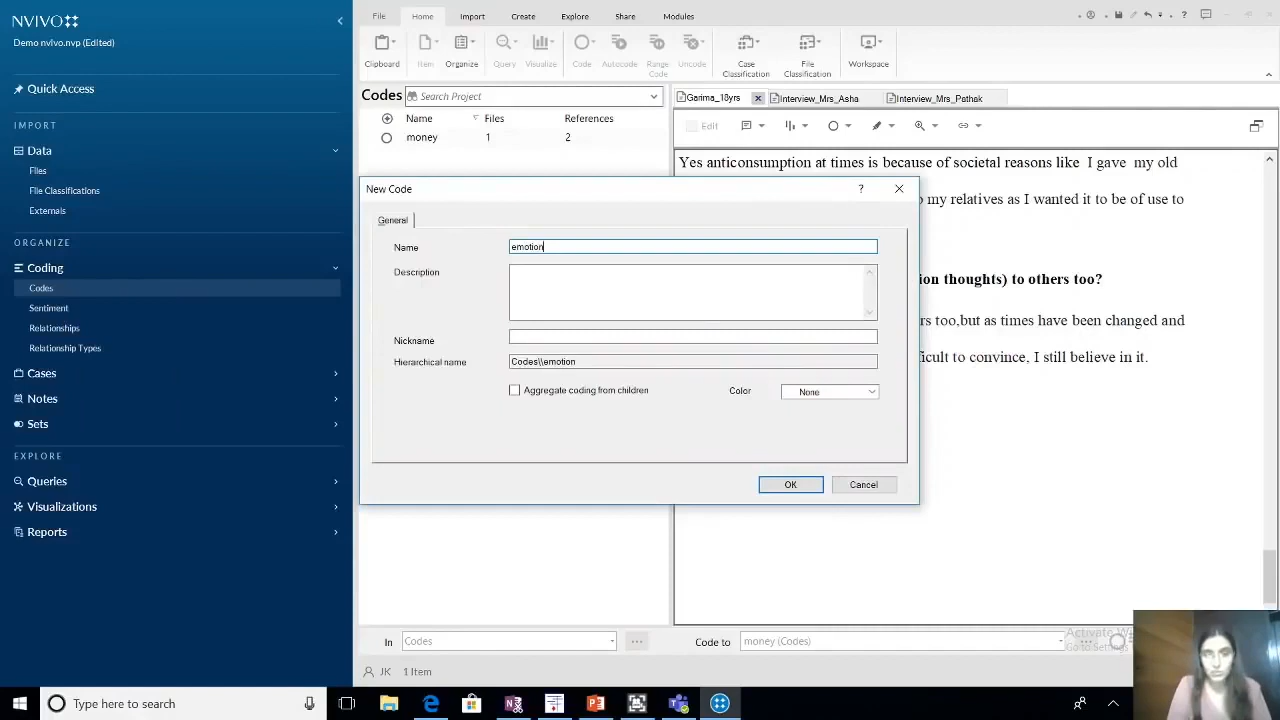 NVIVO
Demo nvivo.nvp (Edited)
Quick Access
IMPORT
Data
Files
File Classifications
Externals
ORGANIZE
Coding
Codes
Sentiment
Relationships
Relationship Types
Cases
Notes
Sets
EXPLORE
Queries
Visualizations
Reports
File Home Import Create Explore Share Modules
Clipboard Item Organize Query Visualize Code Autocode Range Code Uncode Case Classification File Classification Workspace
Codes Search Project
Name Files References
money 1 2
Garima_18yrs Interview_Mrs_Asha Interview_Mrs_Pathak
Edit
Yes anticonsumption at times is because of societal reasons like I gave my old
o my relatives as I wanted it to be of use to
ion thoughts) to others too?
rs too,but as times have been changed and
ficult to convince, I still believe in it.
New Code ?
General
Name emotion
Description
Nickname
Hierarchical name Codes\\emotion
Aggregate coding from children Color None
OK Cancel
In Codes ... Code to money (Codes)
JK 1 Item
Go to Settings
Type here to search